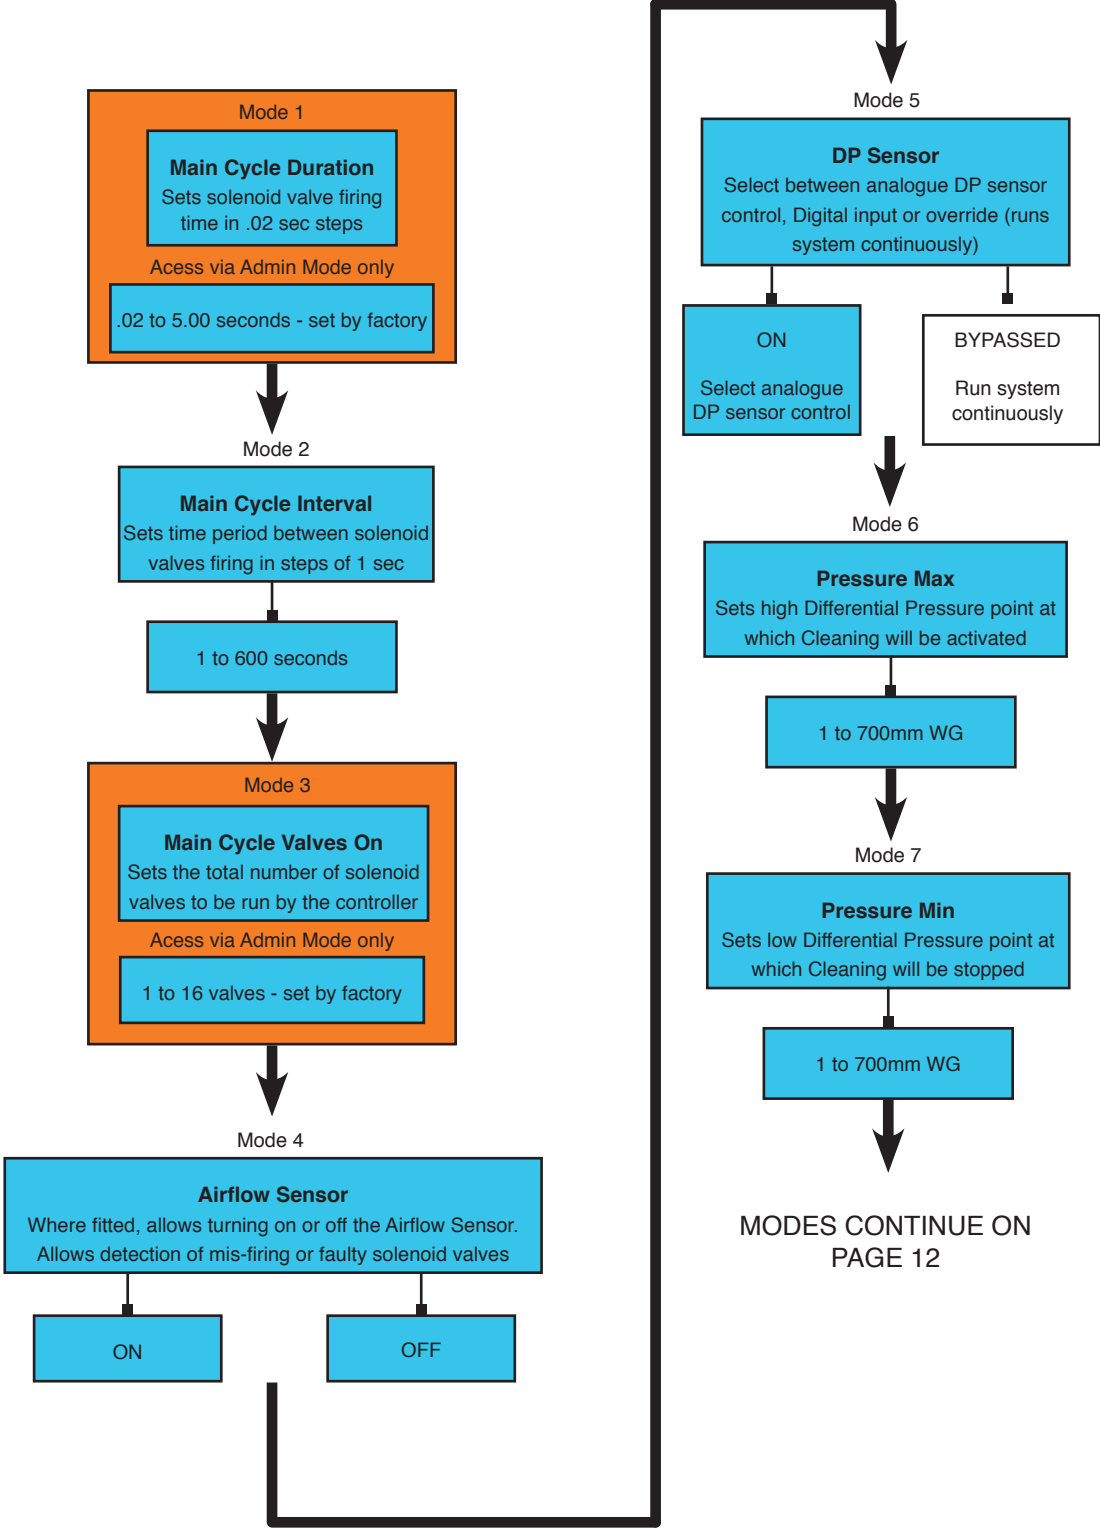 Mode 1
Main Cycle Duration
Sets solenoid valve firing
time in .02 sec steps
Acess via Admin Mode only
.02 to 5.00 seconds - set by factory
Mode 2
Main Cycle Interval
Sets time period between solenoid
valves firing in steps of 1 sec
1 to 600 seconds
Mode 3
Main Cycle Valves On
Sets the total number of solenoid
valves to be run by the controller
Acess via Admin Mode only
1 to 16 valves - set by factory
Mode 4
Airflow Sensor
Where fitted, allows turning on or off the Airflow Sensor.
Allows detection of mis-firing or faulty solenoid valves
ON
OFF
Mode 5
DP Sensor
Select between analogue DP sensor
control, Digital input or override (runs
system continuously)
ON
Select analogue
DP sensor control
BYPASSED
Run system
continuously
Mode 6
Pressure Max
Sets high Differential Pressure point at
which Cleaning will be activated
1 to 700mm WG
Mode 7
Pressure Min
Sets low Differential Pressure point at
which Cleaning will be stopped
1 to 700mm WG
MODES CONTINUE ON
PAGE 12